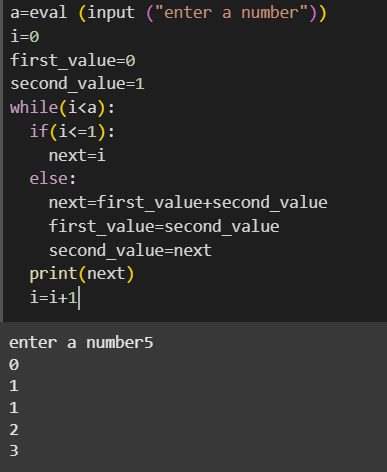 a=eval (input ("enter a number"))
i=0
first_value=0
second_value=1
while(i<a):
  if(i<=1):
    next=i
  else:
    next=first_value+second_value
    first_value=second_value
    second_value=next
  print(next)
  i=i+1
enter a number5
0
1
1
2
3